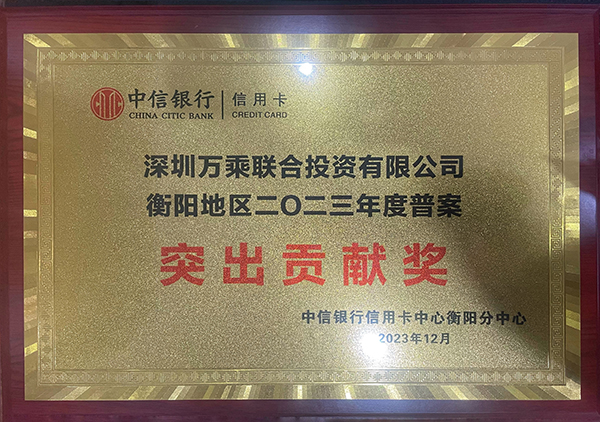 中信银行 信用卡
CHINA CITIC BANK CREDIT CARD
深圳万乘联合投资有限公司
衡阳地区二〇二三年度普案
突出贡献奖
中信银行信用卡中心衡阳分中心
2023年12月